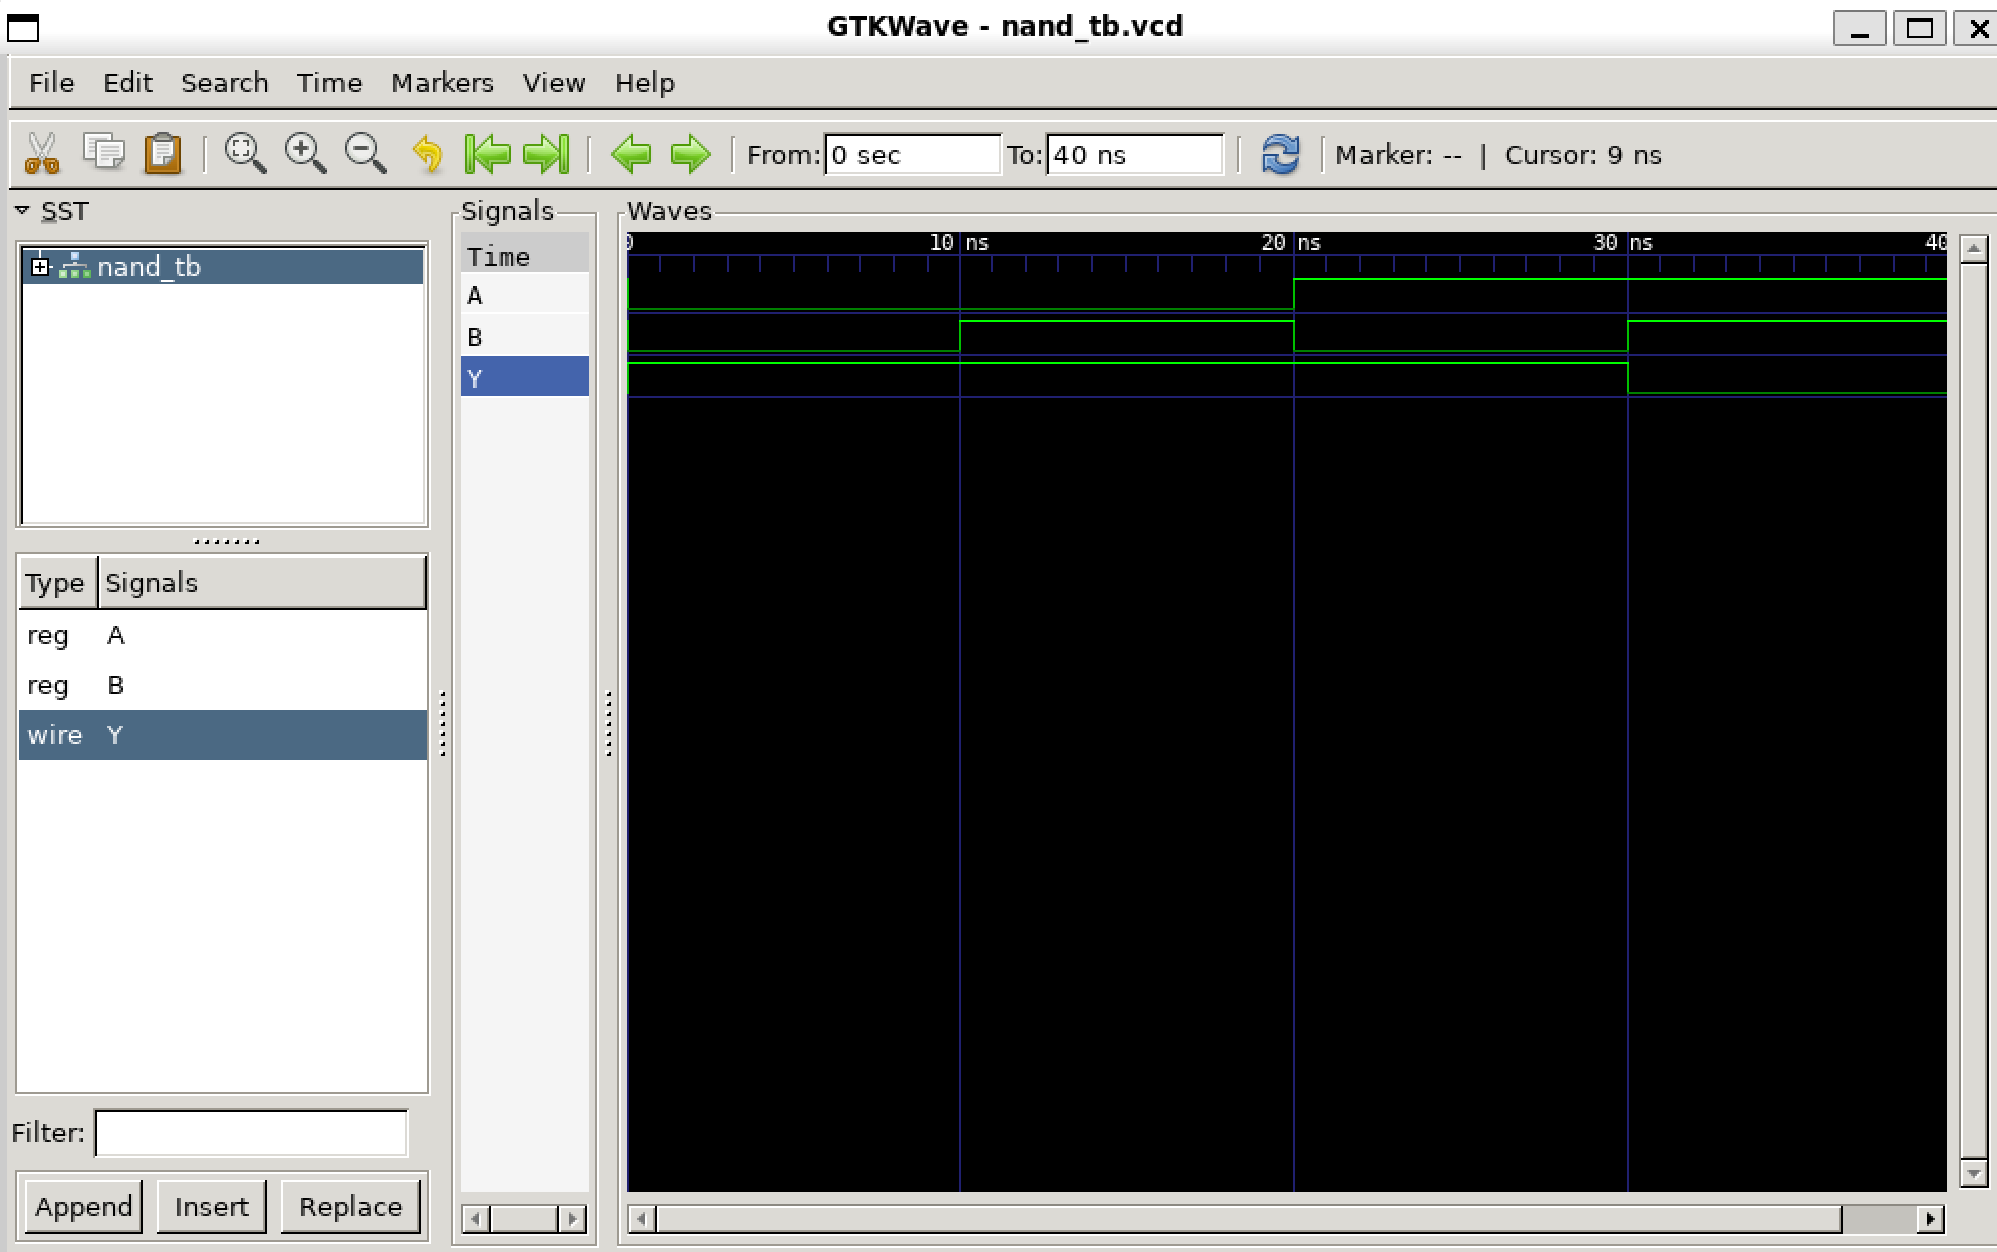 GTKWave - nand_tb.vcd
File Edit Search Time Markers View Help
From: 0 sec To: 40 ns Marker: -- | Cursor: 9 ns
SST
nand_tb
Type Signals
reg A
reg B
wire Y
Filter:
Append Insert Replace
Signals
Time
A
B
Y
Waves
0 10 ns 20 ns 30 ns 40